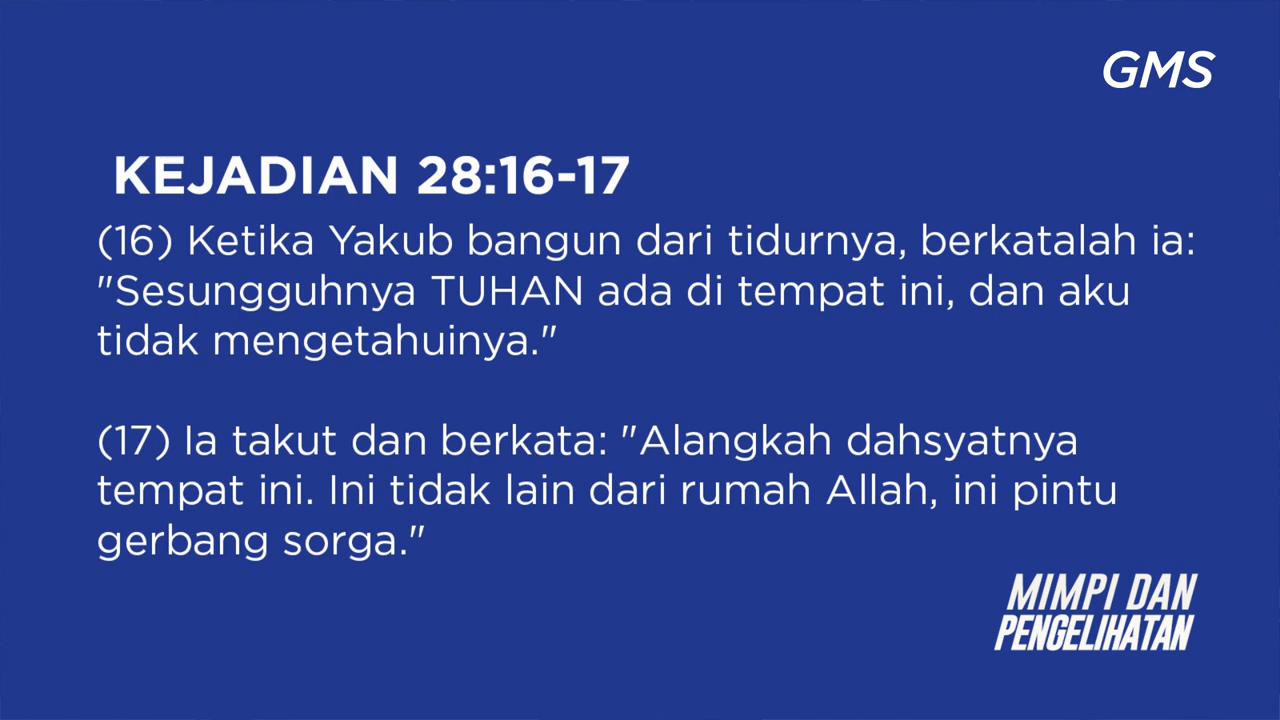 GMS
KEJADIAN 28:16-17
(16) Ketika Yakub bangun dari tidurnya, berkatalah ia:
"Sesungguhnya TUHAN ada di tempat ini, dan aku
tidak mengetahuinya."
(17) Ia takut dan berkata: "Alangkah dahsyatnya
tempat ini. Ini tidak lain dari rumah Allah, ini pintu
gerbang sorga."
MIMPI DAN
PENGELIHATAN